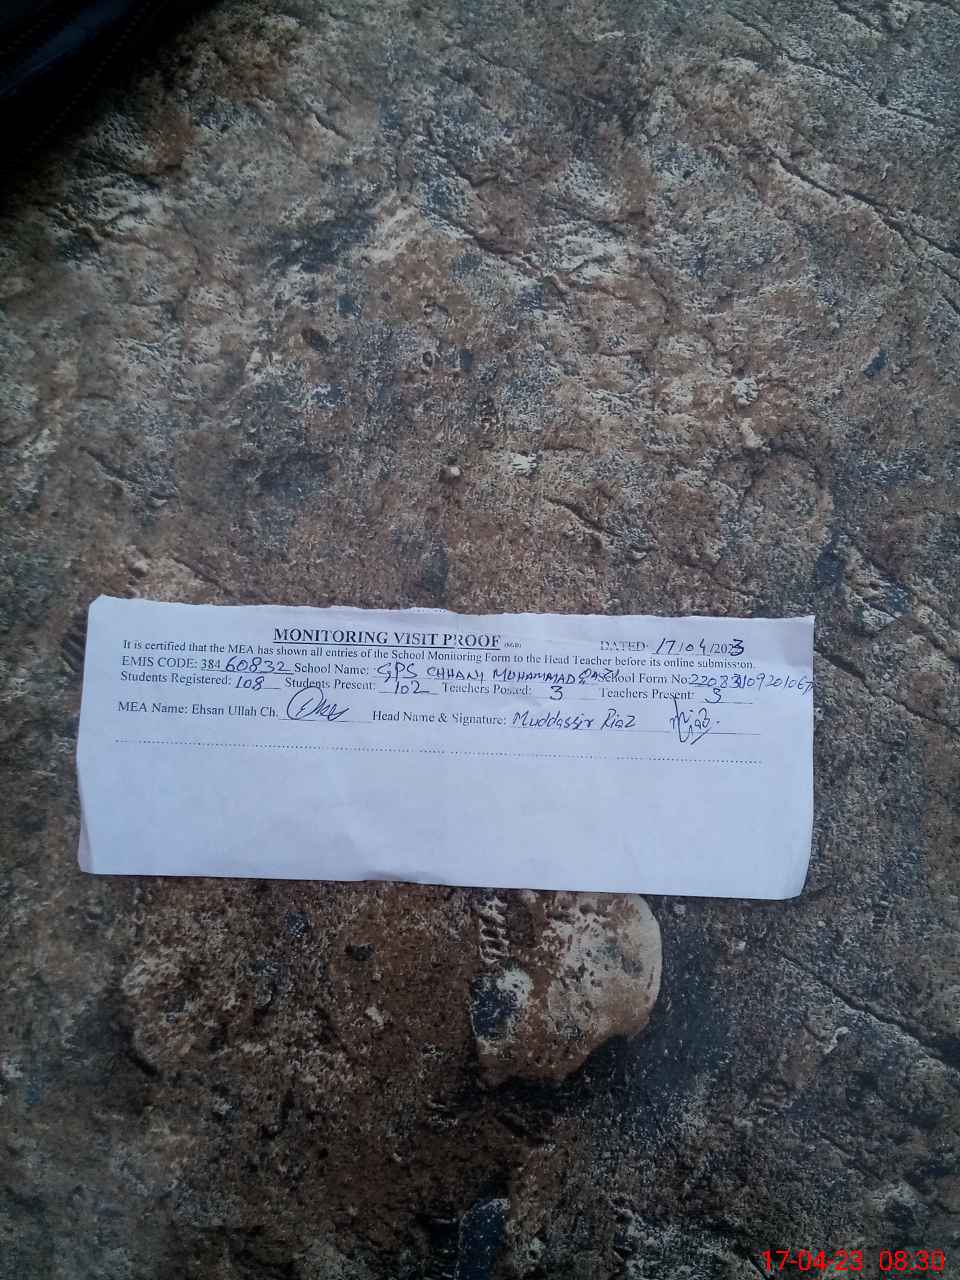 MONITORING VISIT PROOF DATED: 17/04/2023
It is certified that the MEA has shown all entries of the School Monitoring Form to the Head Teacher before its online submission.
EMIS CODE: 38460832 School Name: GPS CHHANI MUHAMMAD School Form No:
Students Registered: 108 Students Present: 102 Teachers Posted: 3 Teachers Present: 3
MEA Name: Ehsan Ullah Ch. Head Name & Signature: Muddassir Riaz
17-04-23 08:30